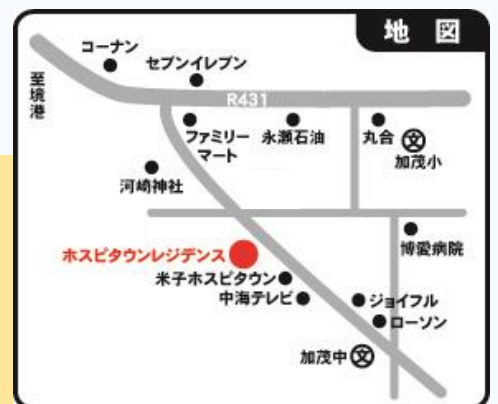 地 図
コーナン
セブンイレブン
至境港
R431
ファミリー
マート
永瀬石油
丸合
文
加茂小
河崎神社
博愛病院
ホスピタウンレジデンス
米子ホスピタウン
中海テレビ
ジョイフル
ローソン
加茂中
文